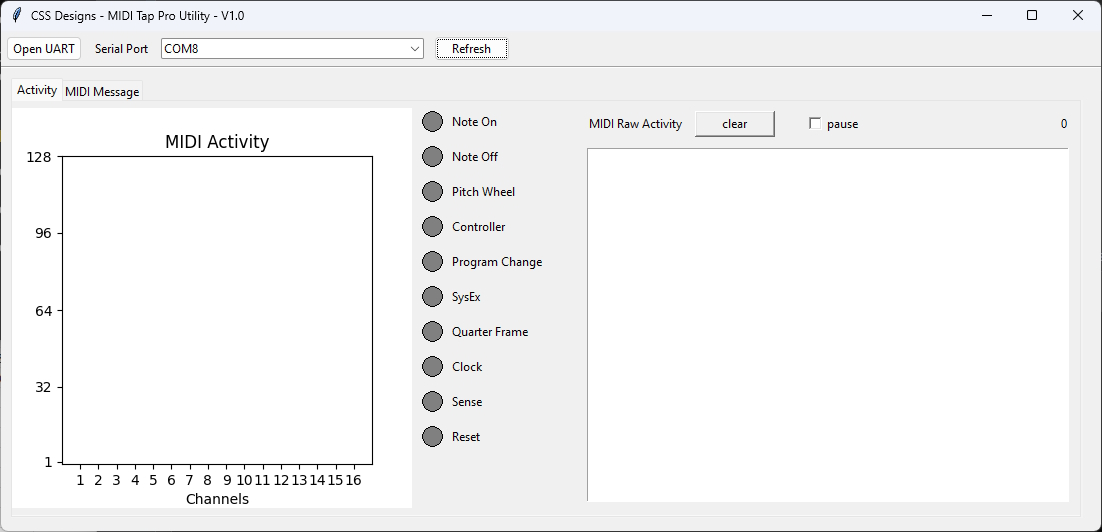 CSS Designs - MIDI Tap Pro Utility - V1.0
Open UART Serial Port COM8 Refresh
Activity MIDI Message
MIDI Activity
128
96
64
32
1
1 2 3 4 5 6 7 8 9 10 11 12 13 14 15 16
Channels
Note On
Note Off
Pitch Wheel
Controller
Program Change
SysEx
Quarter Frame
Clock
Sense
Reset
MIDI Raw Activity clear pause 0